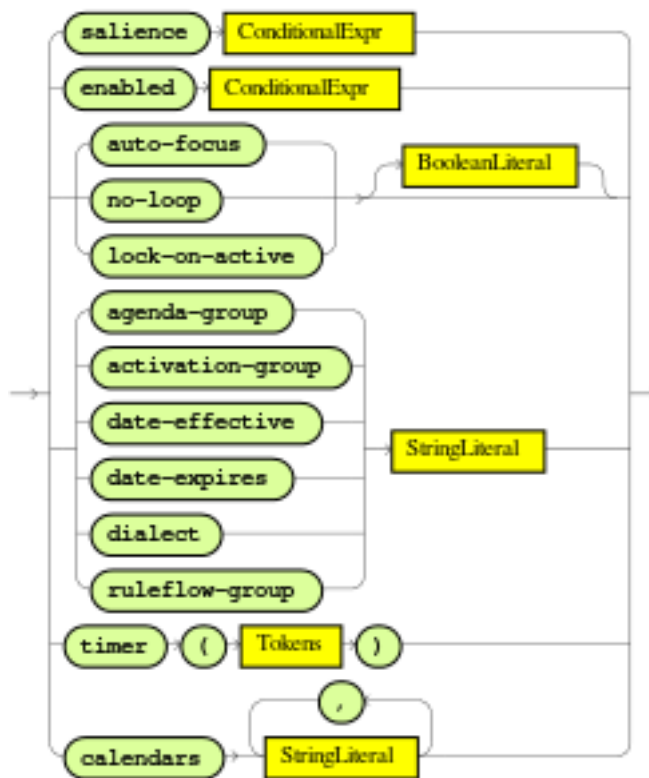 salience ConditionalExpr
enabled ConditionalExpr
auto-focus
BooleanLiteral
no-loop
lock-on-active
agenda-group
activation-group
date-effective
StringLiteral
date-expires
dialect
ruleflow-group
timer ( Tokens )
,
calendars StringLiteral